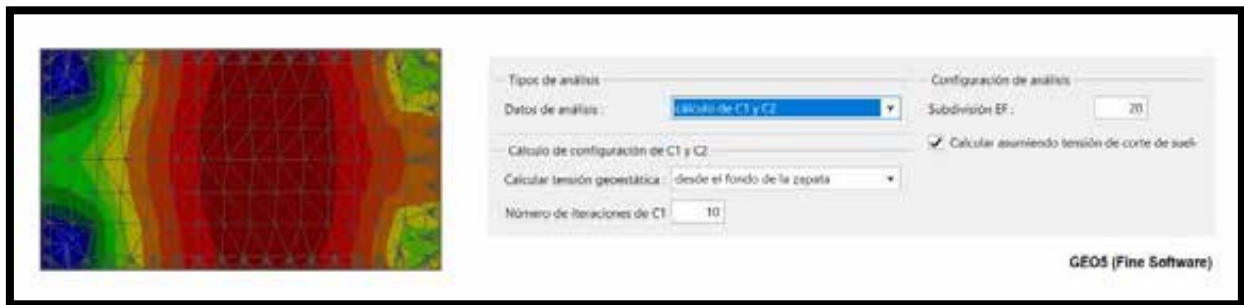 Tipos de análisis
Datos de análisis :
cálculo de C1 y C2
Cálculo de configuración de C1 y C2
Calcular tensión geoestática :
desde el fondo de la zapata
Número de iteraciones de C1
10
Configuración de análisis
Subdivisión EF :
20
Calcular asumiendo tensión de corte de suel
GEO5 (Fine Software)